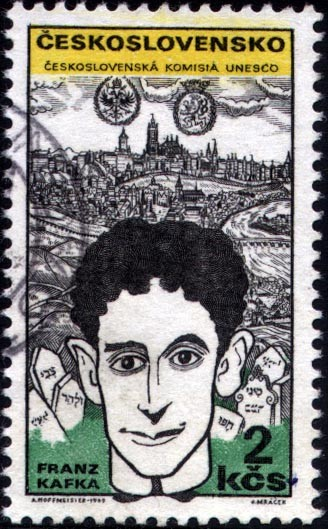 ČESKOSLOVENSKO
ČESKOSLOVENSKÁ KOMISIA UNESCO
FRANZ
KAFKA
2
kčs
A. HOFFMEISTER - 1969
J. MRÁČEK